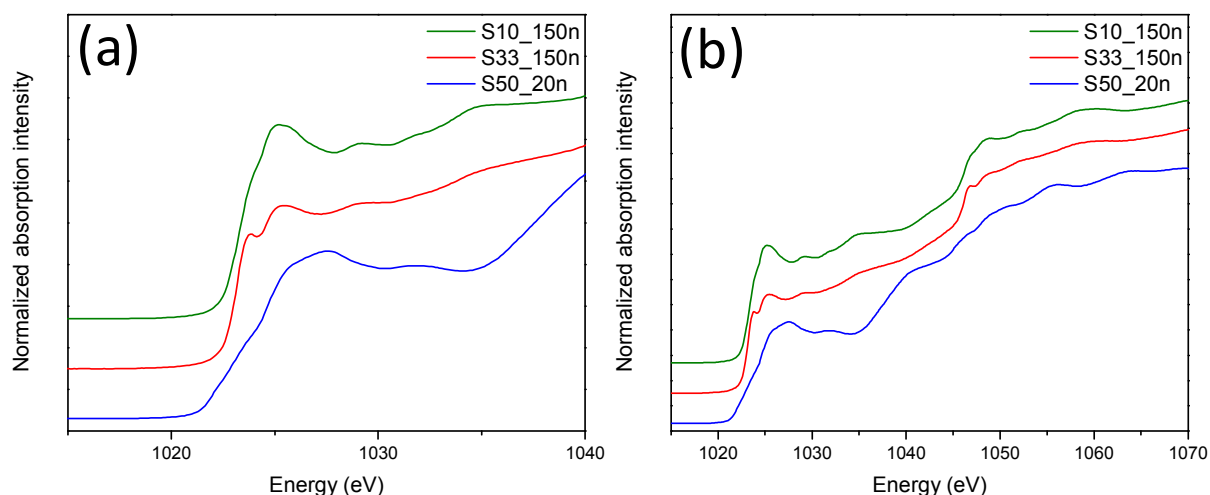 (a)
S10_150n
S33_150n
S50_20n
Normalized absorption intensity
1020
1030
1040
Energy (eV)
(b)
S10_150n
S33_150n
S50_20n
Normalized absorption intensity
1020
1030
1040
1050
1060
1070
Energy (eV)